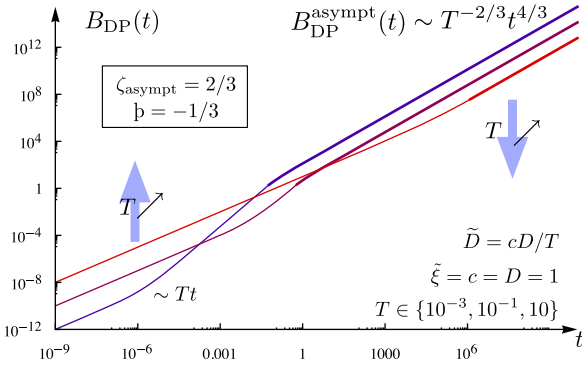 B_DP(t)
B_DP^asympt(t) ∼ T^{−2/3}t^{4/3}
ζ_asympt = 2/3
þ = −1/3
10^12
10^8
10^4
1
10^−4
10^−8
10^−12
T
T
∼ Tt
D̃ = cD/T
ξ̃ = c = D = 1
T ∈ {10^−3, 10^−1, 10}
10^−9 10^−6 0.001 1 1000 10^6 t